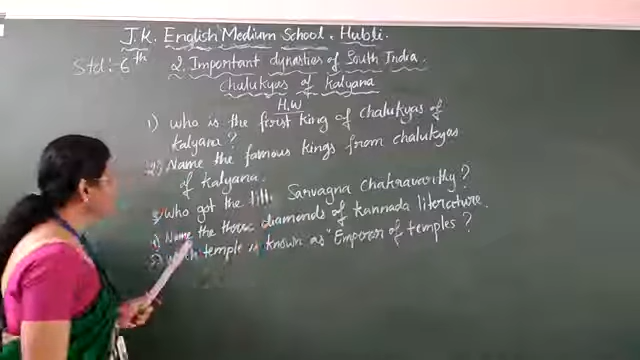 J.K. English Medium School, Hubli.
Std:- 6th 2. Important dynasties of South India.
Chalukyas of Kalyana
H.W
1) who is the first king of Chalukyas of
Kalyana?
2) Name the famous kings from chalukyas
of Kalyana.
3) Who got the title Sarvagna Chakravarthy?
4) Name the three diamonds of Kannada literature.
5) which temple is known as "Emperor of temples?